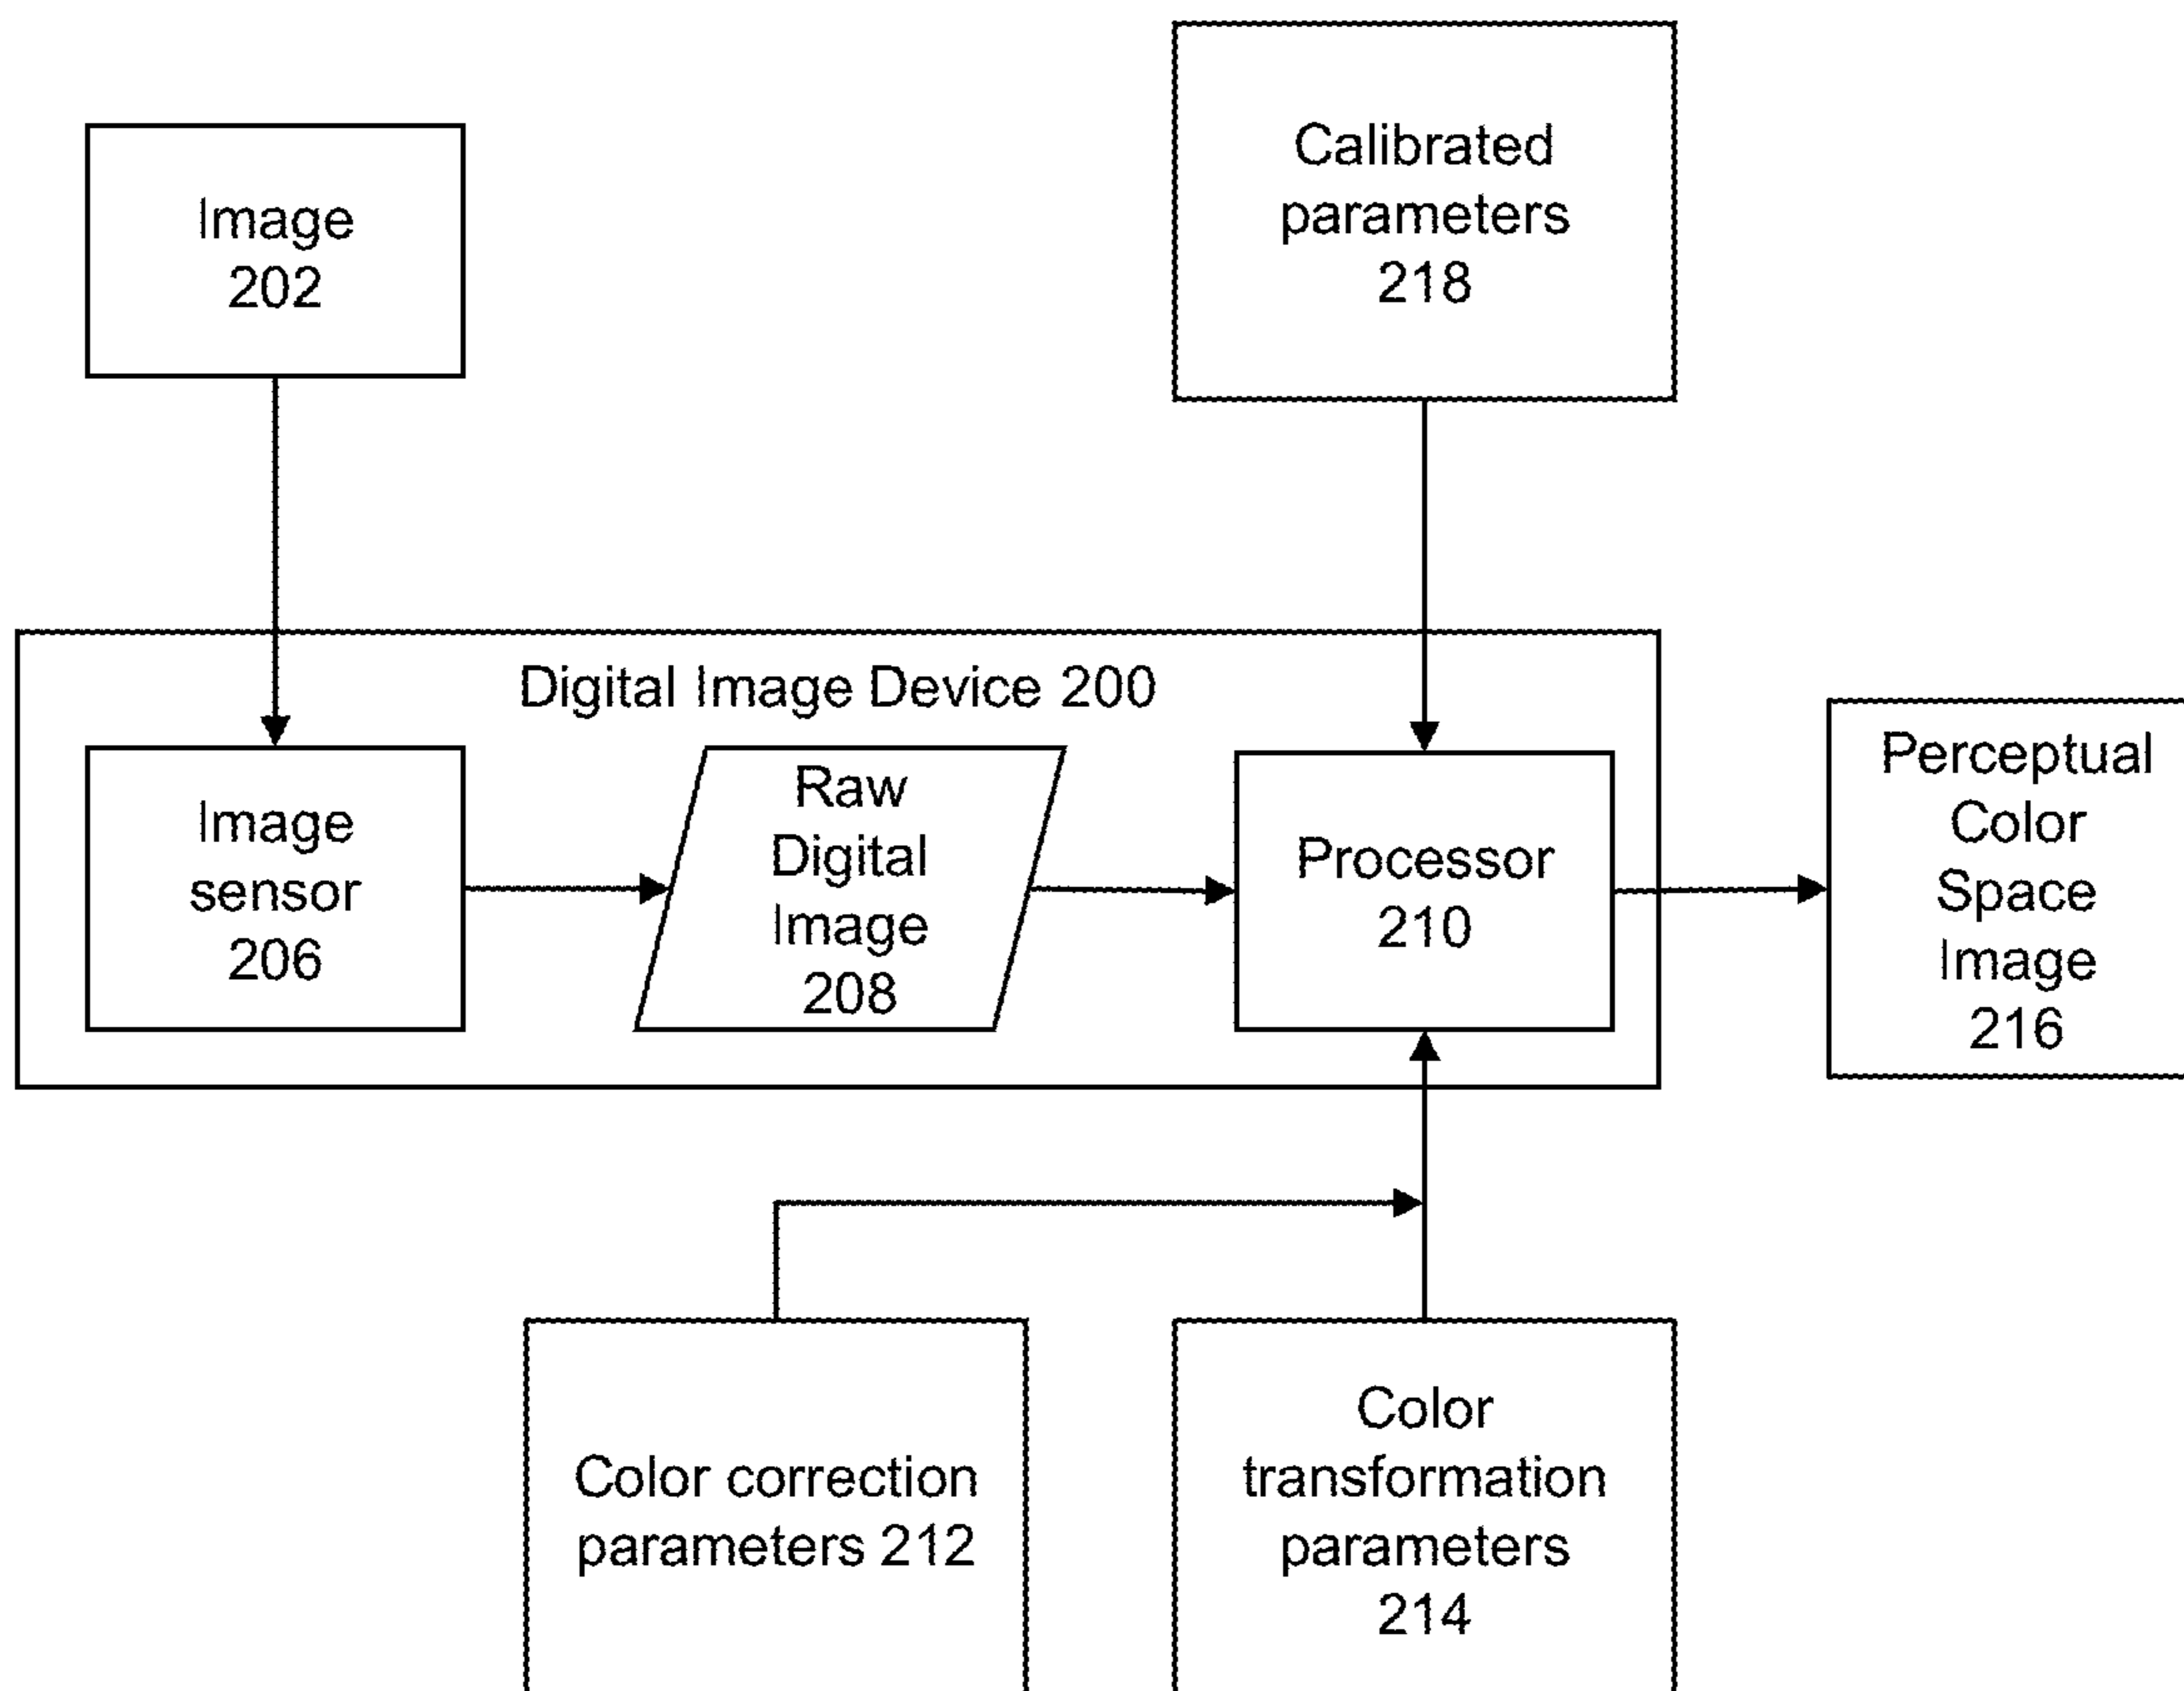 Image
202
Calibrated
parameters
218
Digital Image Device 200
Image
sensor
206
Raw
Digital
Image
208
Processor
210
Perceptual
Color
Space
Image
216
Color correction
parameters 212
Color
transformation
parameters
214